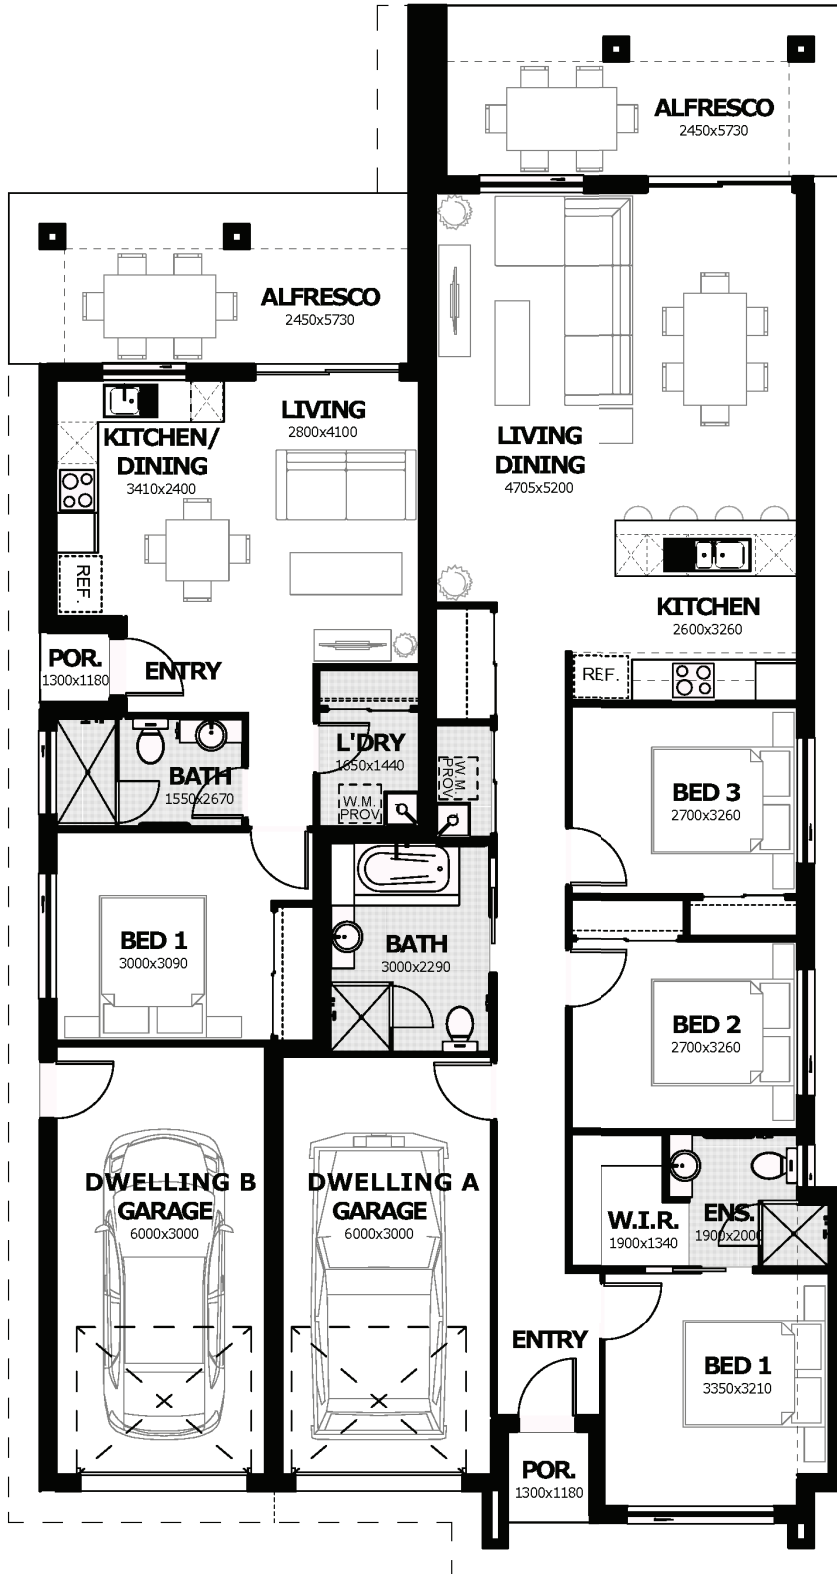 ALFRESCO
2450x5730
ALFRESCO
2450x5730
LIVING
2800x4100
KITCHEN/
DINING
3410x2400
LIVING
DINING
4705x5200
REF.
KITCHEN
2600x3260
REF.
POR.
1300x1180
ENTRY
L'DRY
1650x1440
W.M.
PROV
W.M.
PROV
BATH
1550x2670
BED 3
2700x3260
BED 1
3000x3090
BATH
3000x2290
BED 2
2700x3260
DWELLING B
GARAGE
6000x3000
DWELLING A
GARAGE
6000x3000
W.I.R.
1900x1340
ENS.
1900x2000
ENTRY
BED 1
3350x3210
POR.
1300x1180